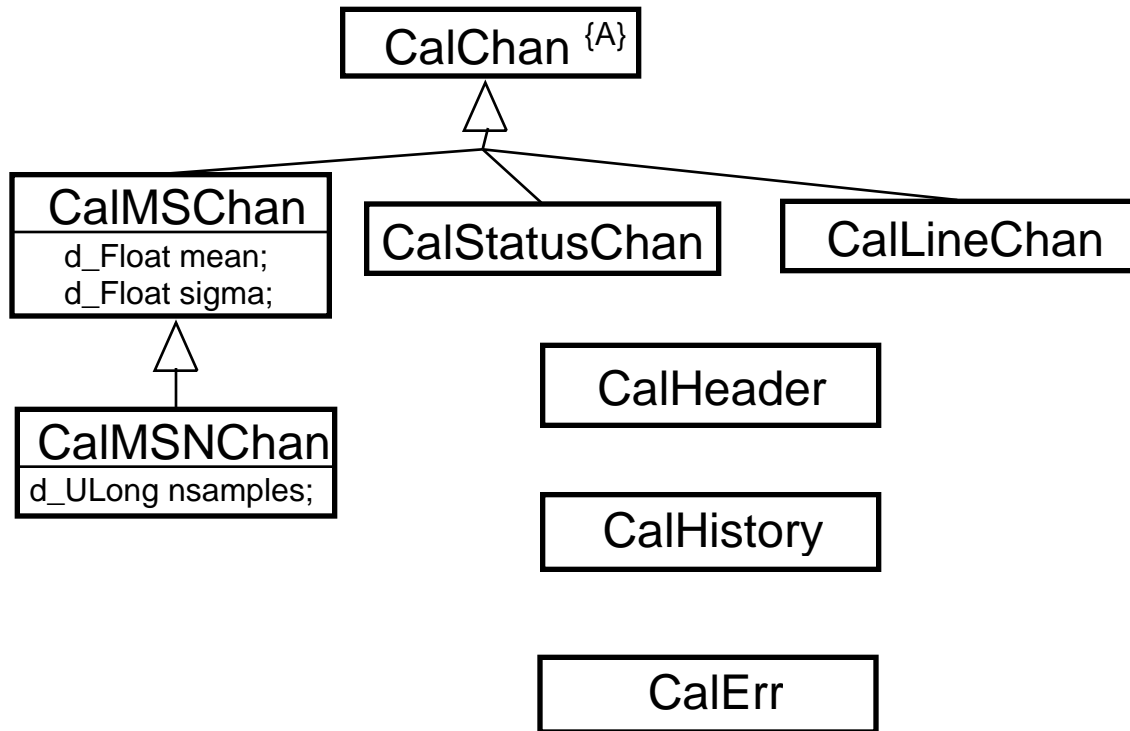 CalChan {A}
CalMSChan
d_Float mean;
d_Float sigma;
CalStatusChan
CalLineChan
CalHeader
CalMSNChan
d_ULong nsamples;
CalHistory
CalErr